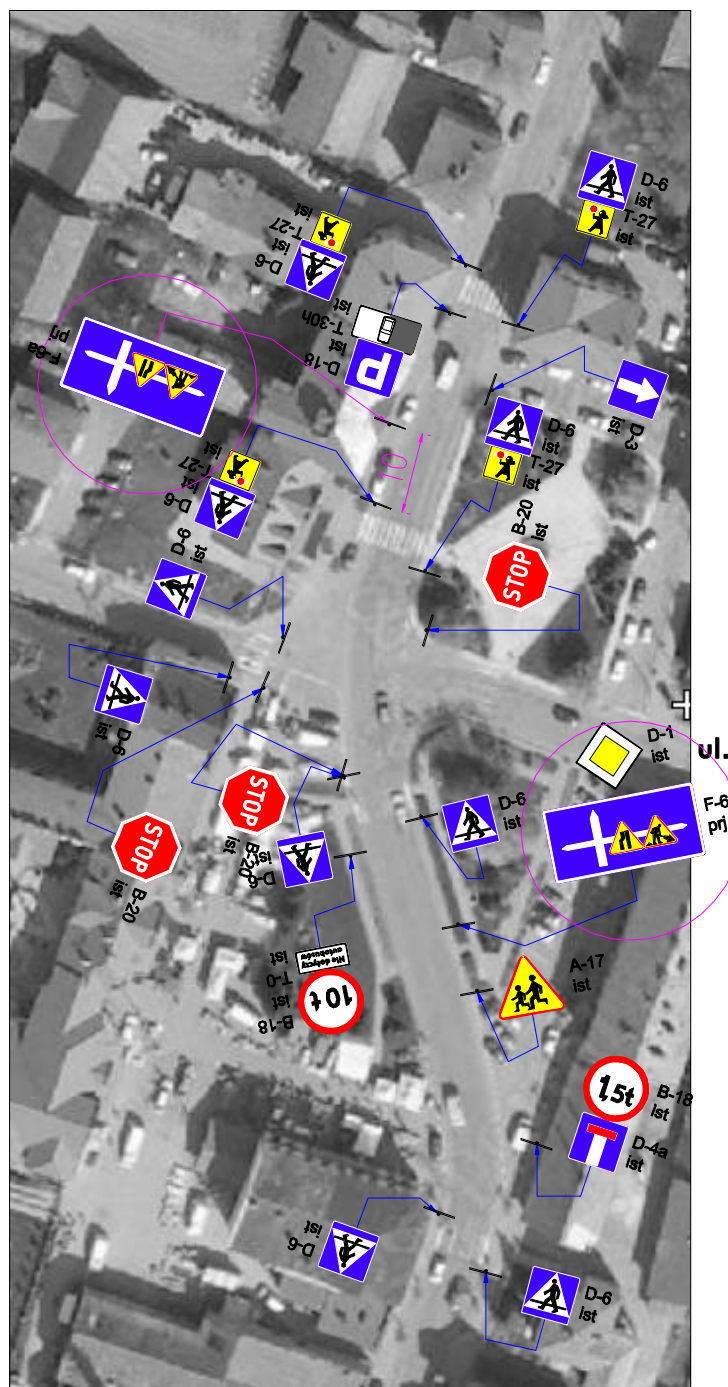 D-6
ist
T-27
ist
ist
T-27
ist
D-6
ist
T-30h
ist
D-18
P
F-6a
prj
D-3
ist
D-6
ist
T-27
ist
10
ist
T-27
ist
D-6
B-20
ist
STOP
D-6
ist
D-6
ist
D-1
ist
ul.
F-6
prj
STOP
B-20
ist
STOP
B-20
ist
D-6
ist
D-6
ist
Nie dotyczy
autobusów
ist
T-0
ist
B-18
10t
A-17
ist
1,5t
B-18
ist
D-4a
ist
ist
D-6
D-6
ist